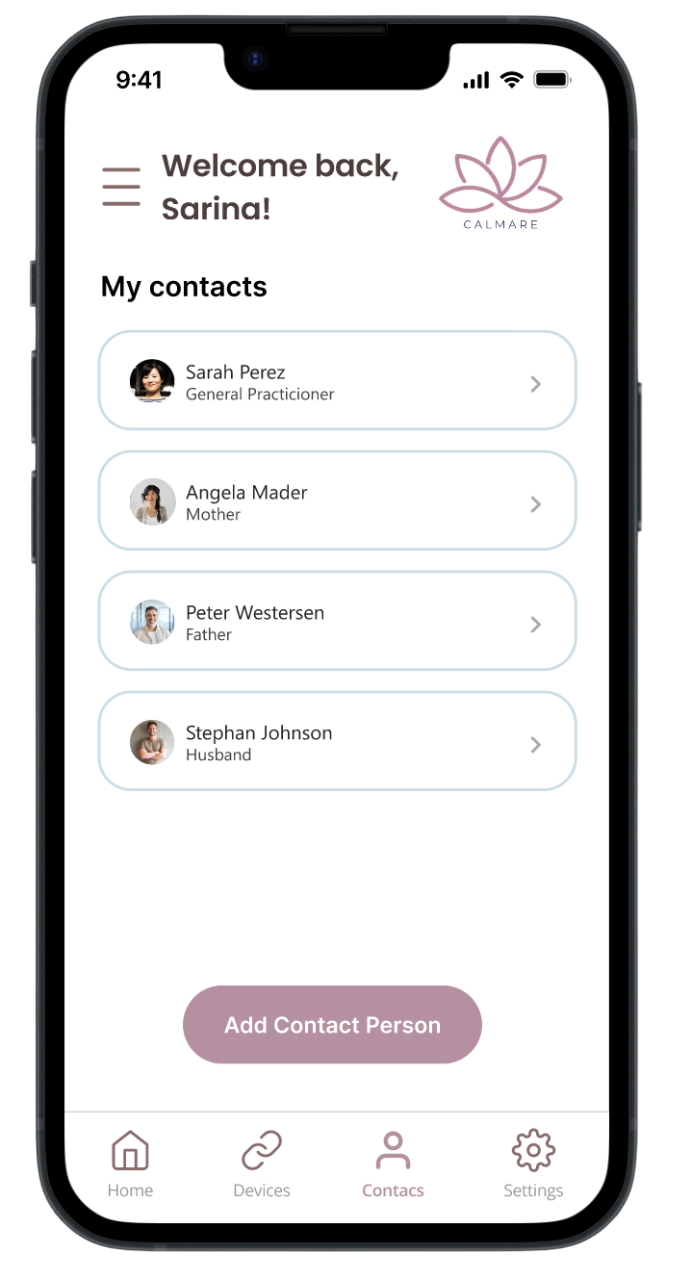 9:41
Welcome back,
Sarina!
CALMARE
My contacts
Sarah Perez
General Practicioner
Angela Mader
Mother
Peter Westersen
Father
Stephan Johnson
Husband
Add Contact Person
Home
Devices
Contacs
Settings